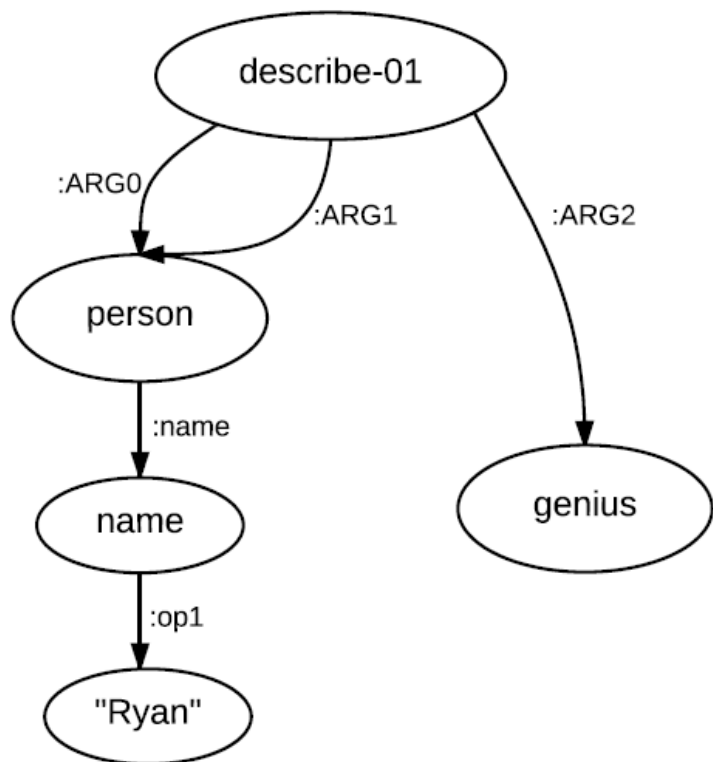 describe-01
:ARG0
:ARG1
:ARG2
person
:name
name
genius
:op1
"Ryan"